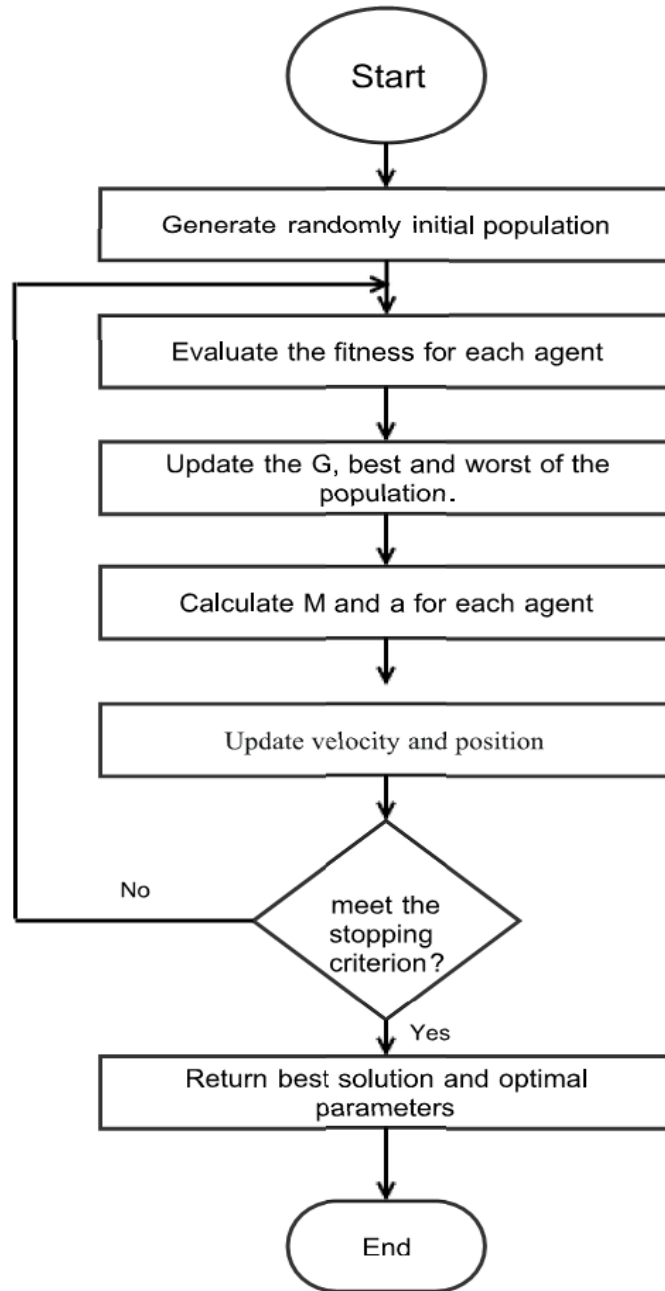 Start
Generate randomly initial population
Evaluate the fitness for each agent
Update the G, best and worst of the
population.
Calculate M and a for each agent
Update velocity and position
No
meet the
stopping
criterion?
Yes
Return best solution and optimal
parameters
End